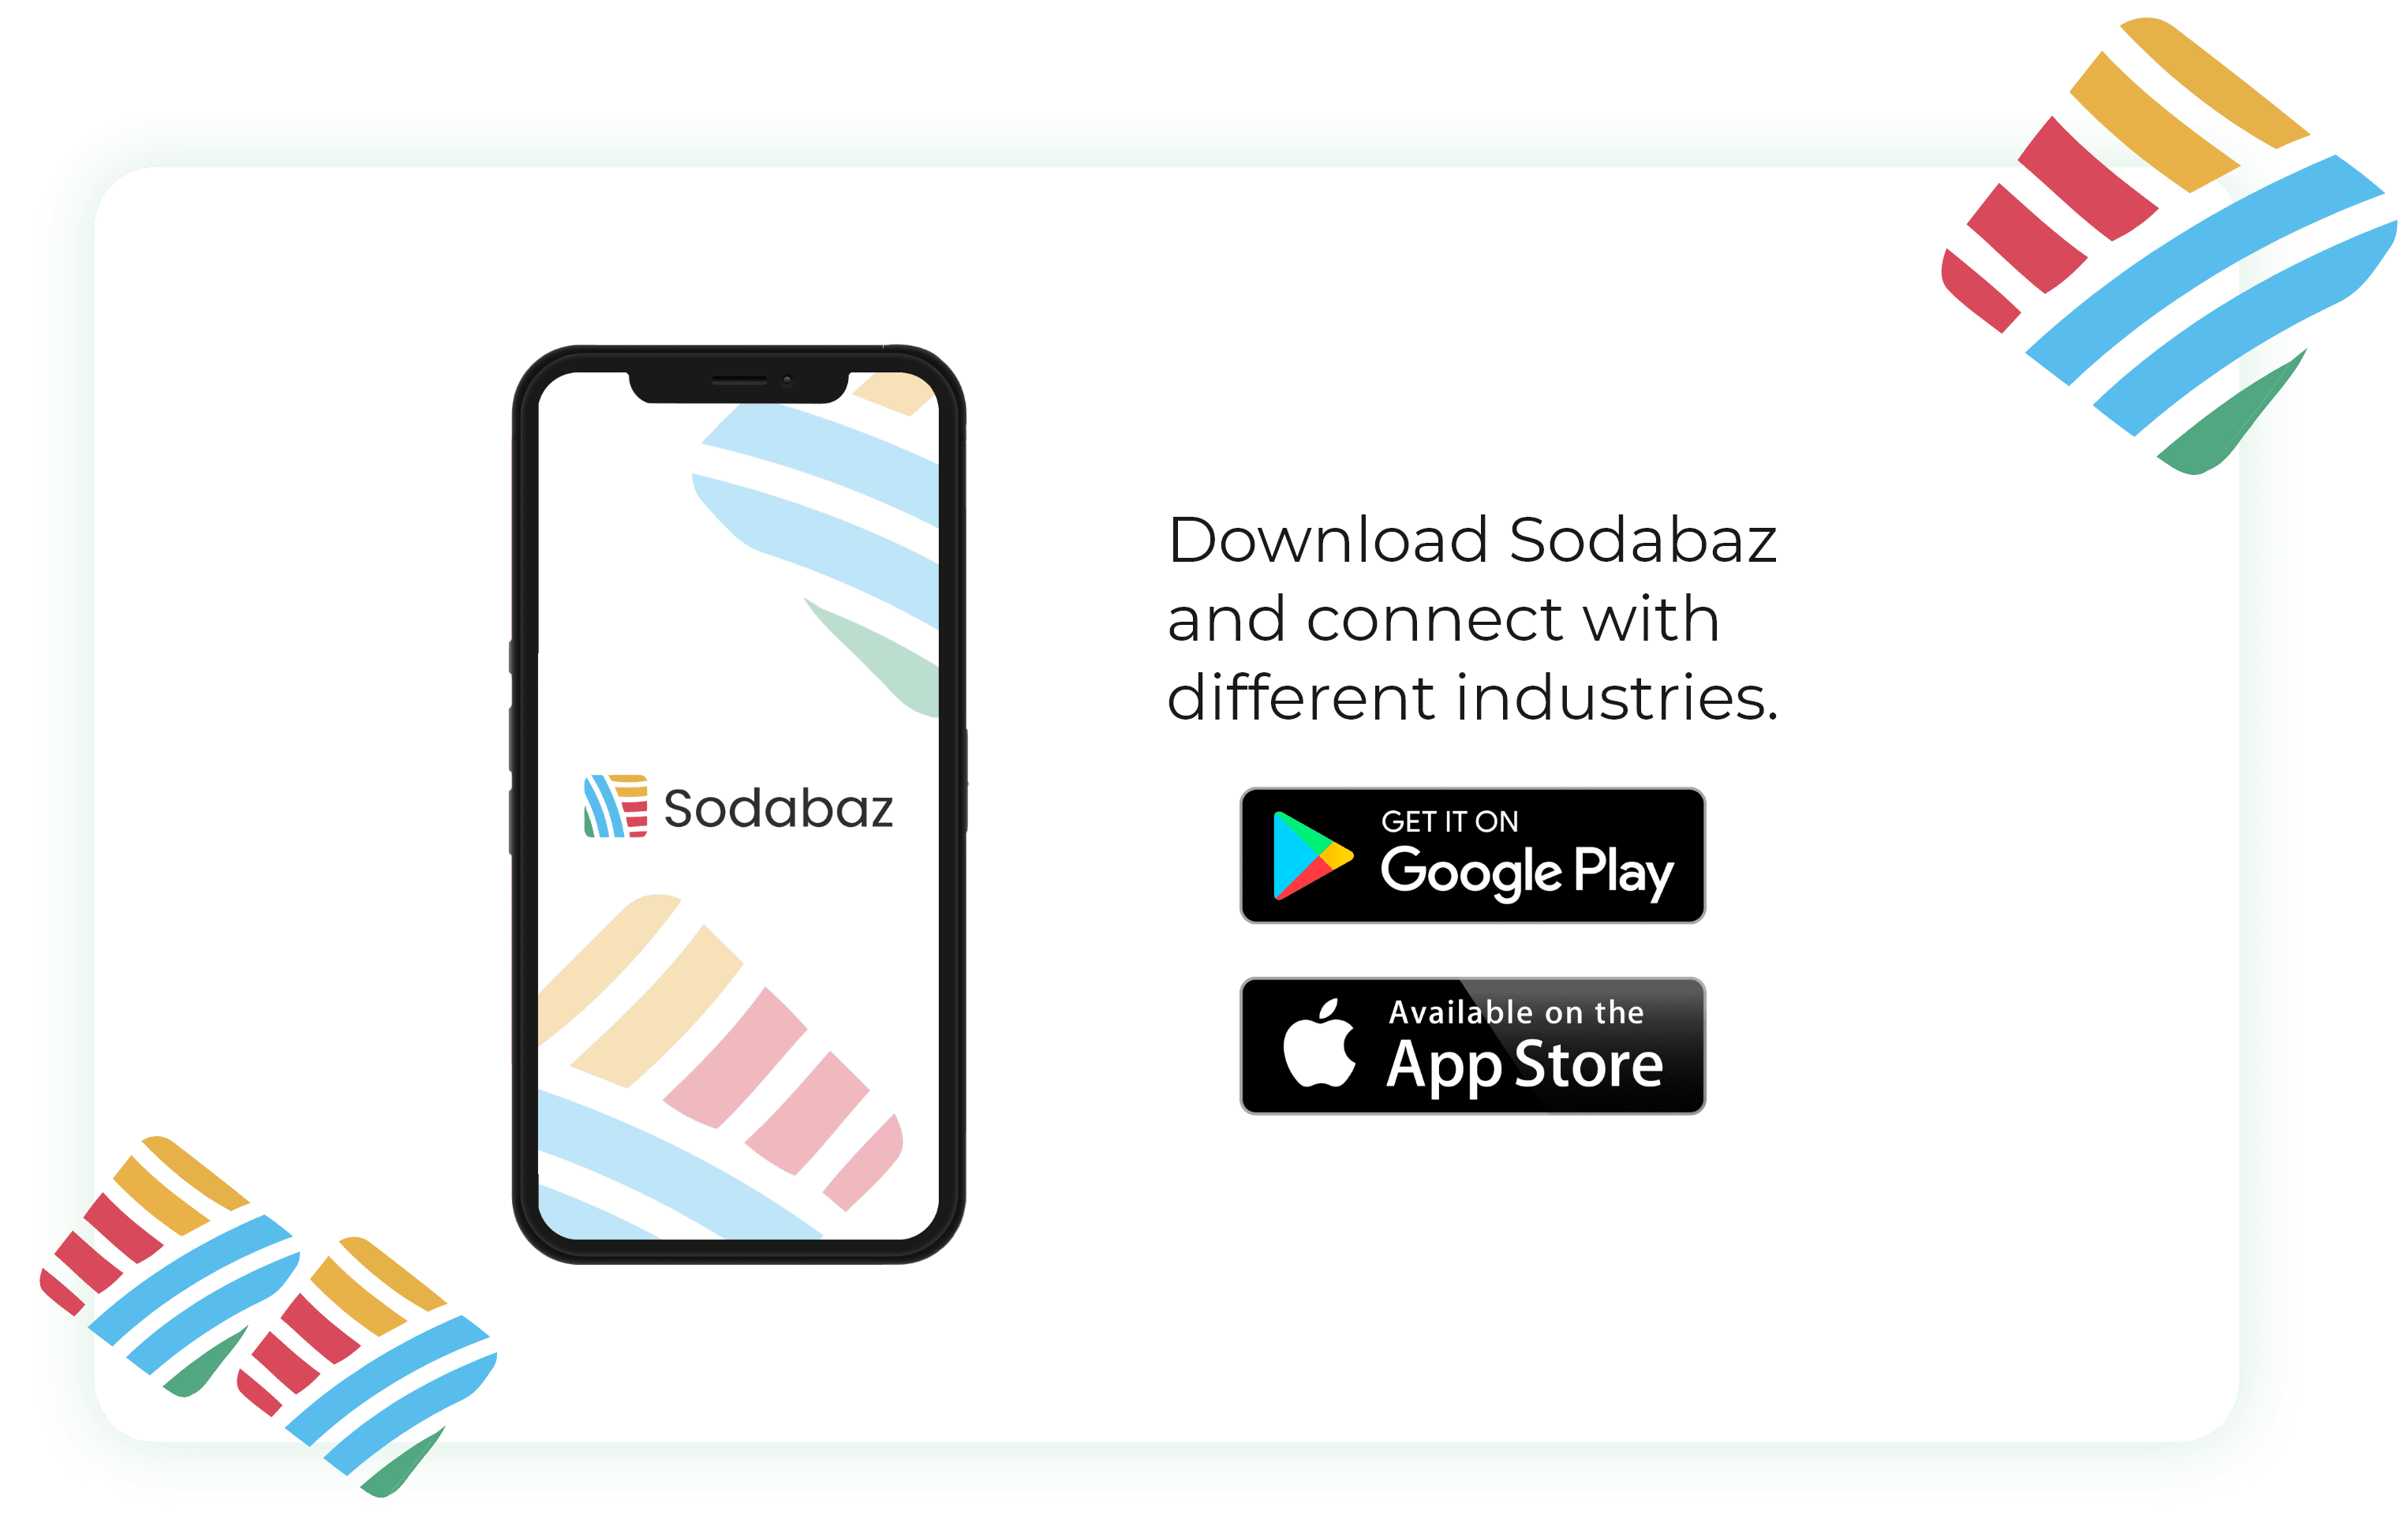 Sodabaz
Download Sodabaz
and connect with
different industries.
GET IT ON
Google Play
Available on the
App Store